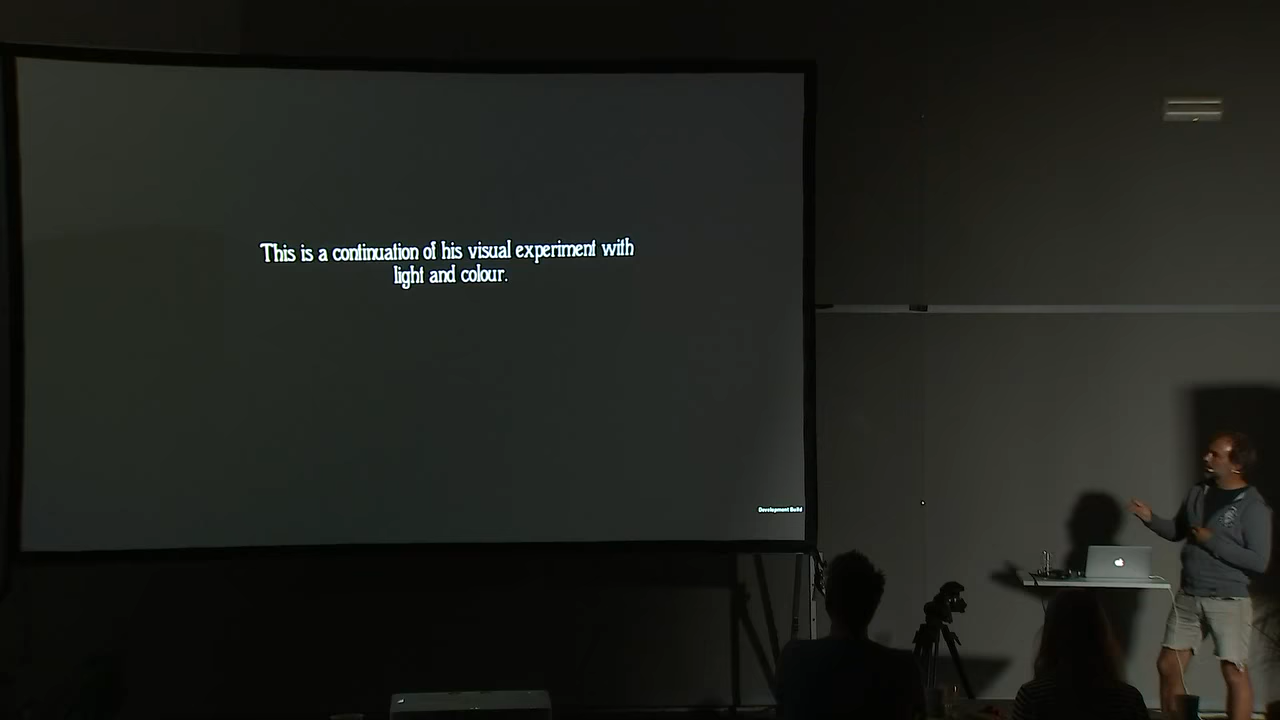 This is a continuation of his visual experiment with
light and colour.
Development Build